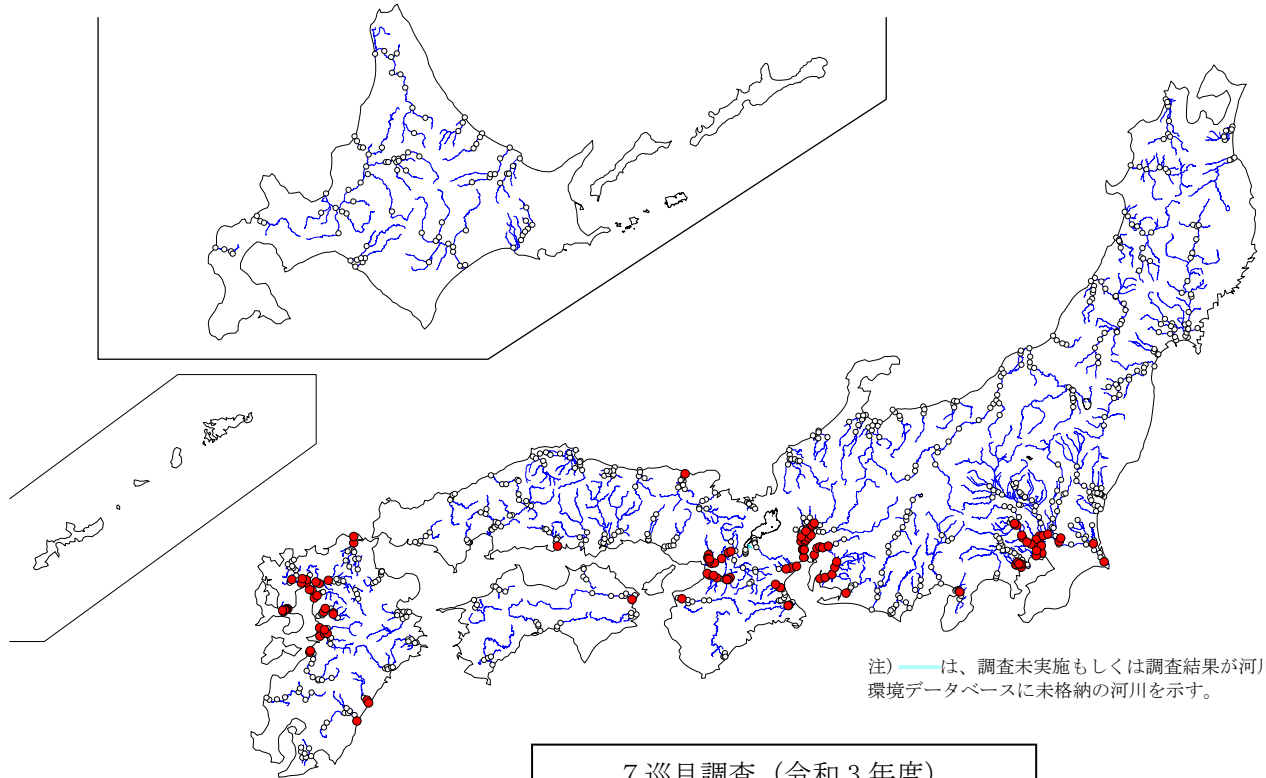 注）━━は、調査未実施もしくは調査結果が河
環境データベースに未格納の河川を示す。
7 巡目調査（令和 3 年度）